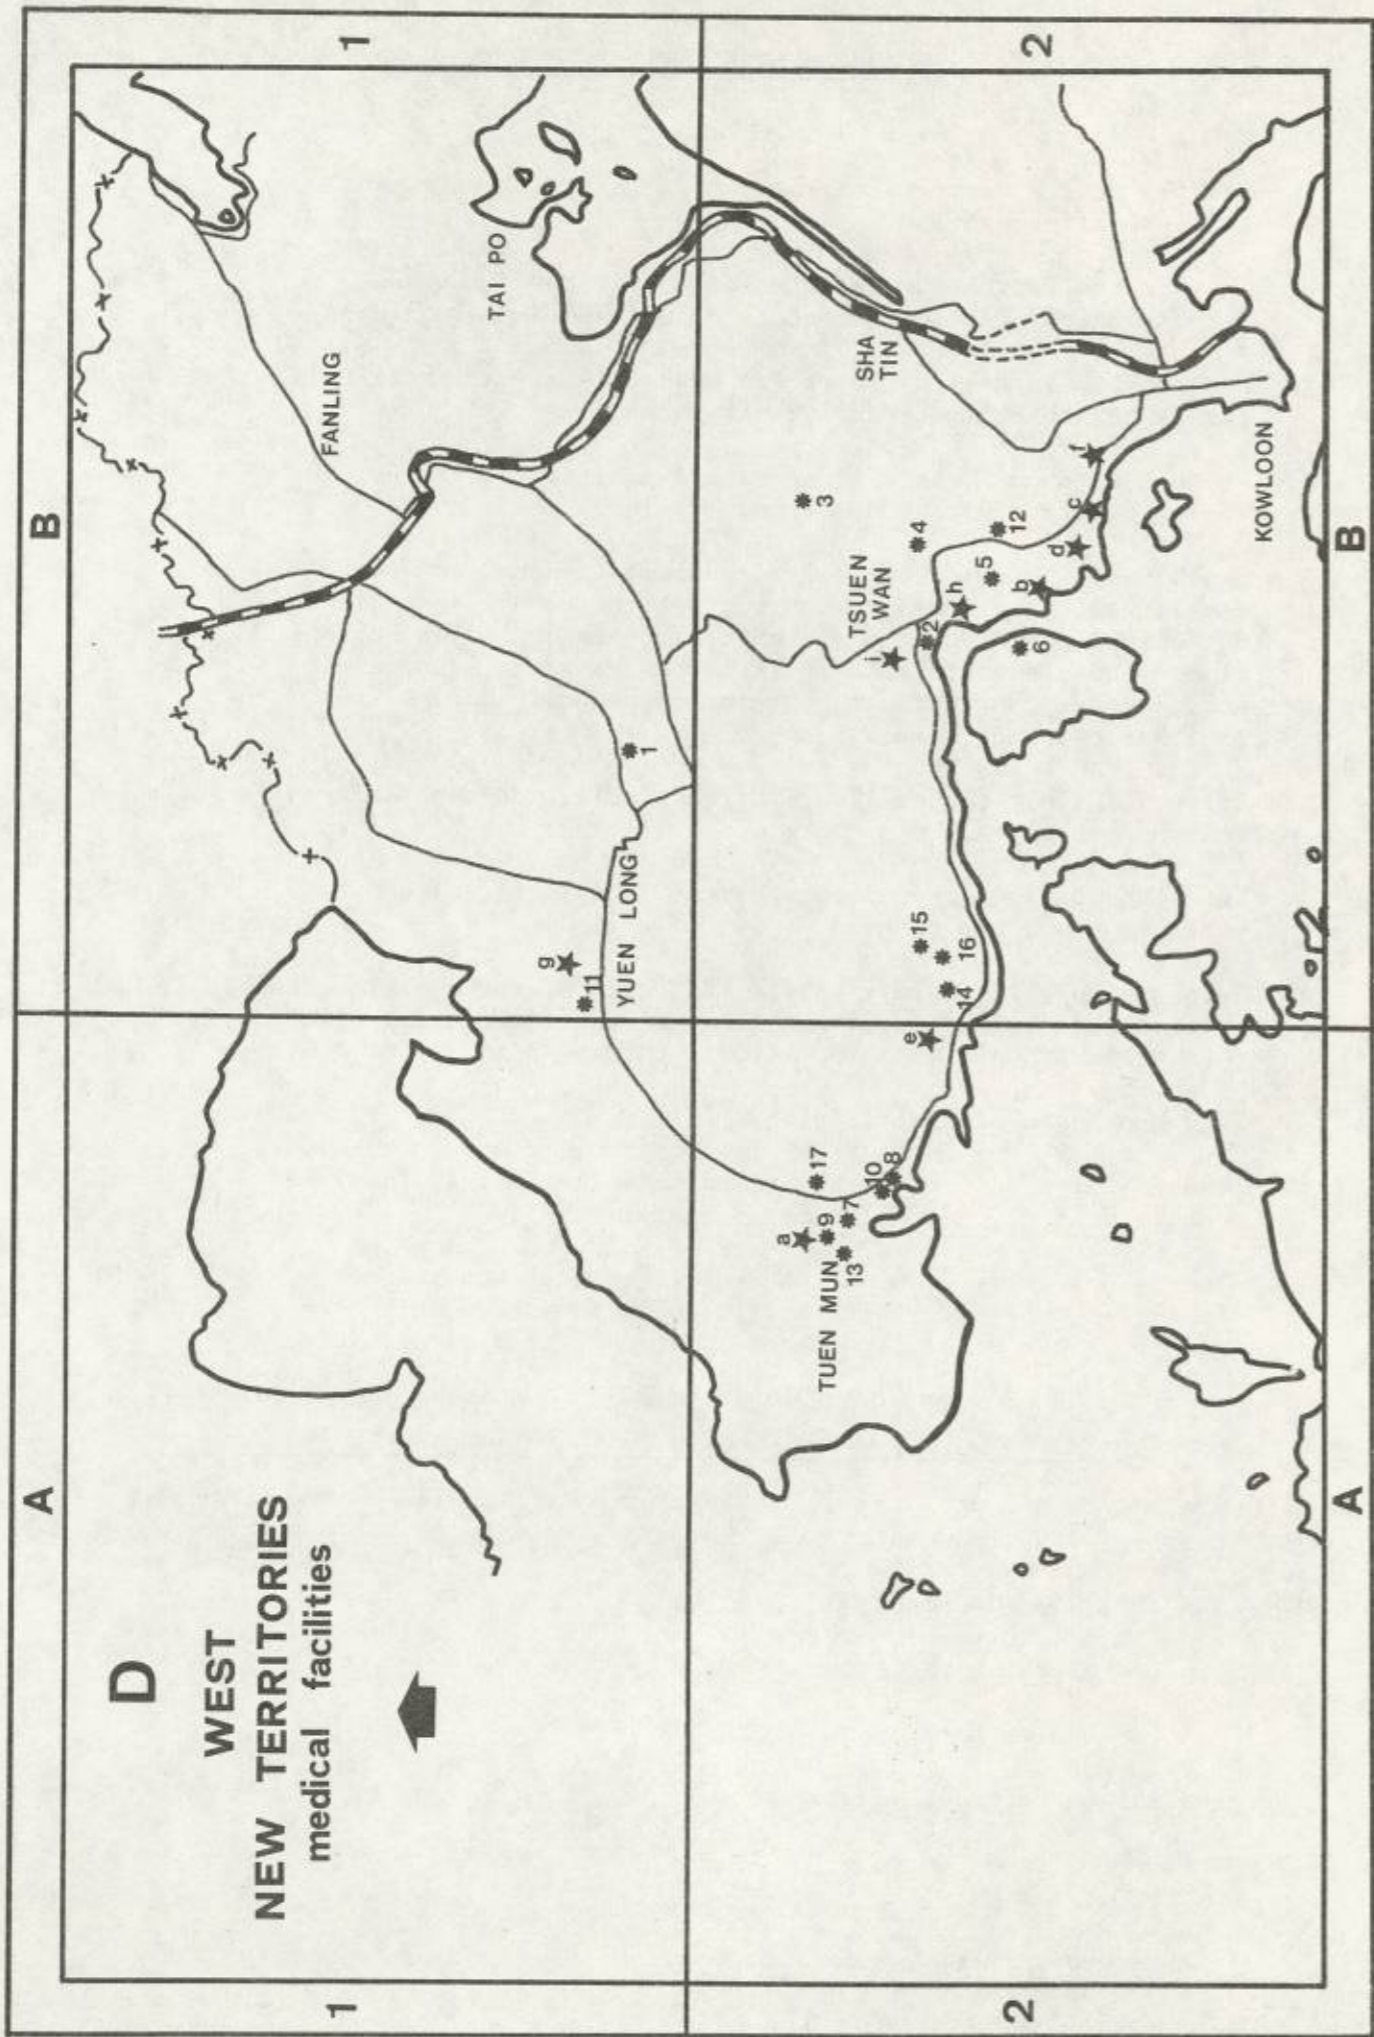 D
WEST
NEW TERRITORIES
medical facilities
A
B
1
1
FANLING
TAI PO
YUEN LONG
g
11
1
2
2
SHA
TIN
TSUEN
WAN
TUEN MUN
KOWLOON
3
4
12
5
h
i
2
b
d
c
f
6
15
16
14
e
17
10
8
7
9
a
13
A
B